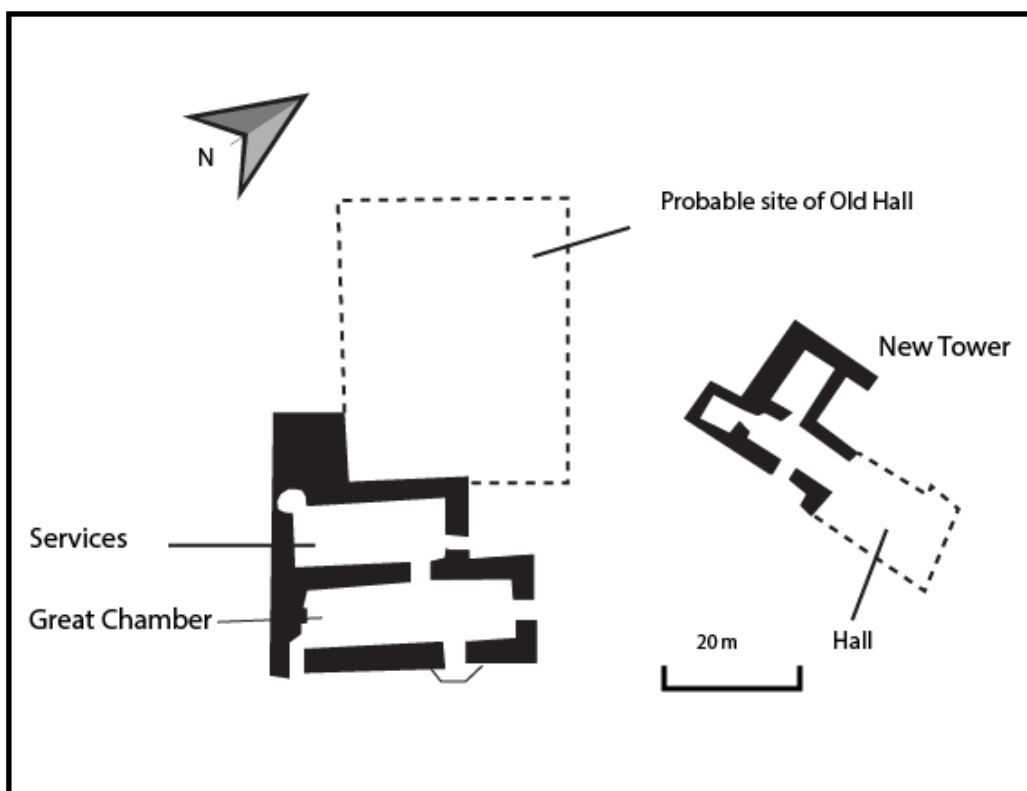 N
Probable site of Old Hall
New Tower
Services
Great Chamber
20 m
Hall